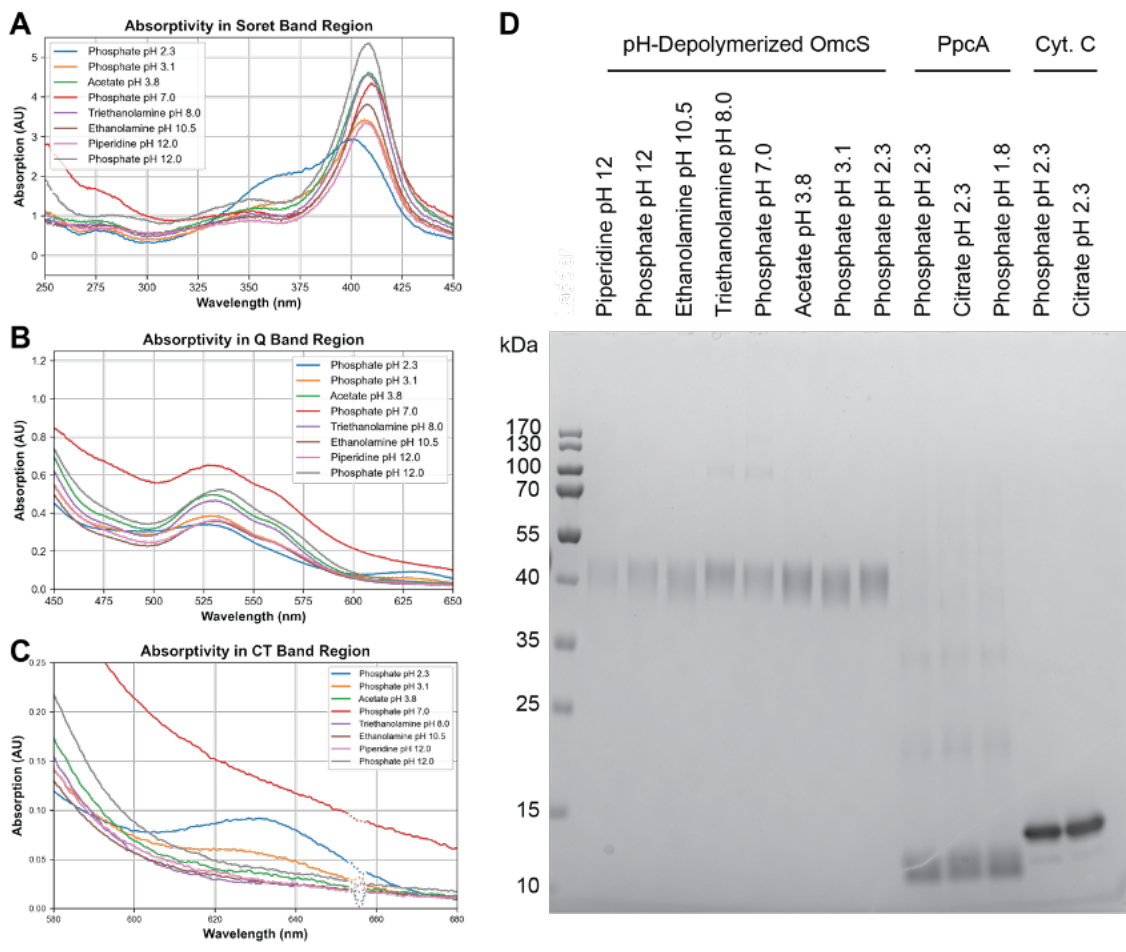 A
Absorptivity in Soret Band Region
Phosphate pH 2.3
Phosphate pH 3.1
Acetate pH 3.8
Phosphate pH 7.0
Triethanolamine pH 8.0
Ethanolamine pH 10.5
Piperidine pH 12.0
Phosphate pH 12.0
Absorption (AU)
5
4
3
2
1
0
250 275 300 325 350 375 400 425 450
Wavelength (nm)
B
Absorptivity in Q Band Region
Phosphate pH 2.3
Phosphate pH 3.1
Acetate pH 3.8
Phosphate pH 7.0
Triethanolamine pH 8.0
Ethanolamine pH 10.5
Piperidine pH 12.0
Phosphate pH 12.0
Absorption (AU)
1.2
1.0
0.8
0.6
0.4
0.2
0.0
450 475 500 525 550 575 600 625 650
Wavelength (nm)
C
Absorptivity in CT Band Region
Phosphate pH 2.3
Phosphate pH 3.1
Acetate pH 3.8
Phosphate pH 7.0
Triethanolamine pH 8.0
Ethanolamine pH 10.5
Piperidine pH 12.0
Phosphate pH 12.0
Absorption (AU)
0.25
0.20
0.15
0.10
0.05
0.00
580 600 620 640 660 680
Wavelength (nm)
D
pH-Depolymerized OmcS
PpcA
Cyt. C
Ladder
Piperidine pH 12
Phosphate pH 12
Ethanolamine pH 10.5
Triethanolamine pH 8.0
Phosphate pH 7.0
Acetate pH 3.8
Phosphate pH 3.1
Phosphate pH 2.3
Phosphate pH 2.3
Citrate pH 2.3
Phosphate pH 1.8
Phosphate pH 2.3
Citrate pH 2.3
kDa
170
130
100
70
55
40
35
25
15
10